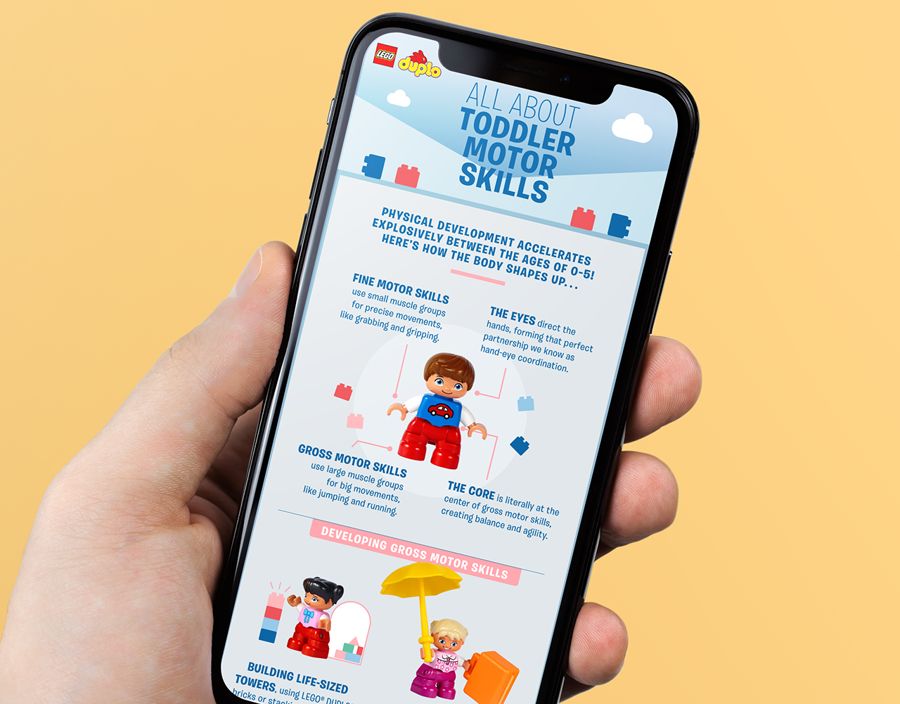 LEGO
duplo
ALL ABOUT
TODDLER
MOTOR
SKILLS
PHYSICAL DEVELOPMENT ACCELERATES
EXPLOSIVELY BETWEEN THE AGES OF 0-5!
HERE'S HOW THE BODY SHAPES UP...
FINE MOTOR SKILLS
use small muscle groups
for precise movements,
like grabbing and gripping.
THE EYES direct the
hands, forming that perfect
partnership we know as
hand-eye coordination.
GROSS MOTOR SKILLS
use large muscle groups
for big movements,
like jumping and running.
THE CORE is literally at the
center of gross motor skills,
creating balance and agility.
DEVELOPING GROSS MOTOR SKILLS
BUILDING LIFE-SIZED
TOWERS, using LEGO® DUPLO
bricks or